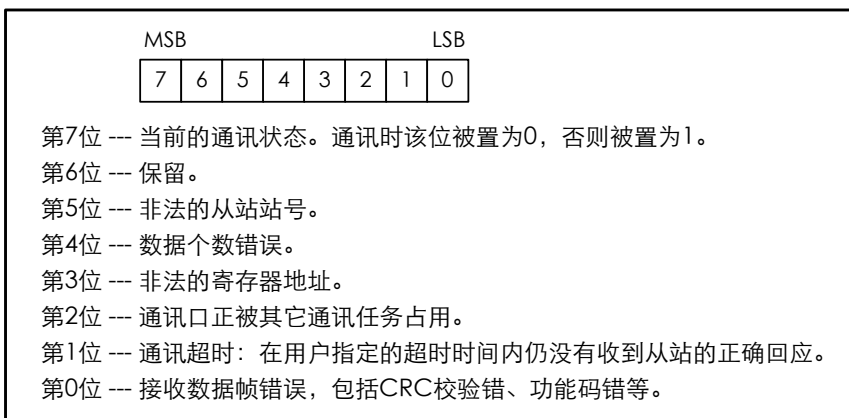 MSB LSB
7 6 5 4 3 2 1 0
第7位 --- 当前的通讯状态。通讯时该位被置为0，否则被置为1。
第6位 --- 保留。
第5位 --- 非法的从站站号。
第4位 --- 数据个数错误。
第3位 --- 非法的寄存器地址。
第2位 --- 通讯口正被其它通讯任务占用。
第1位 --- 通讯超时：在用户指定的超时时间内仍没有收到从站的正确回应。
第0位 --- 接收数据帧错误，包括CRC校验错、功能码错等。